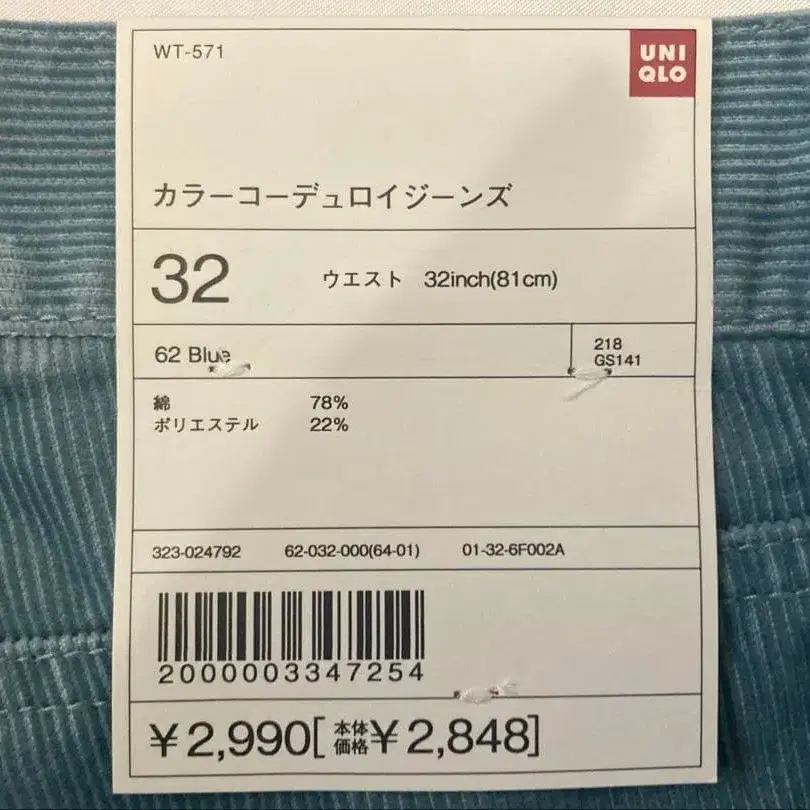 WT-571
UNI
QLO
カラーコーデュロイジーンズ
32 ウエスト 32inch(81cm)
62 Blue
218
GS141
綿 78%
ポリエステル 22%
323-024792 62-032-000(64-01) 01-32-6F002A
2000003347254
¥2,990[本体価格¥2,848]